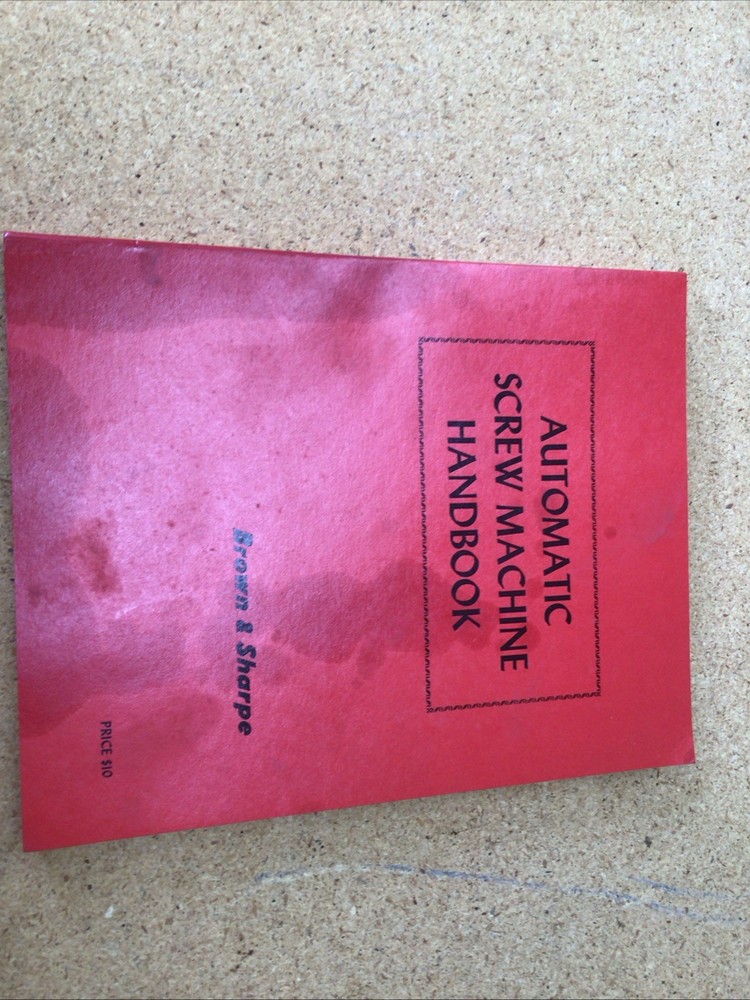 AUTOMATIC
SCREW MACHINE
HANDBOOK
Brown & Sharpe
PRICE $10